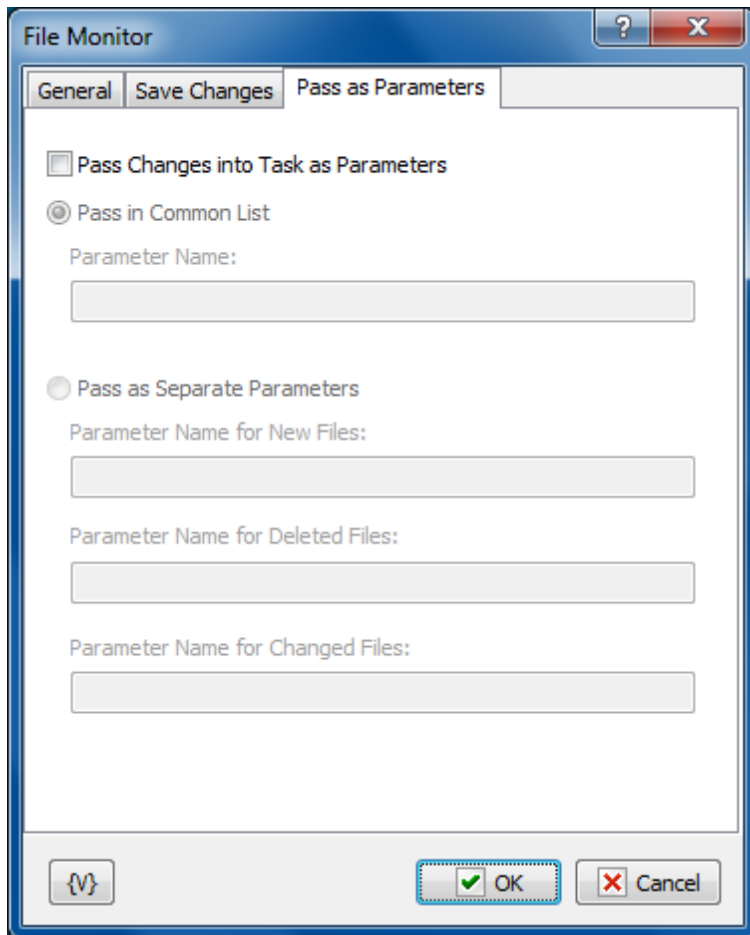 File Monitor
?
General Save Changes Pass as Parameters
Pass Changes into Task as Parameters
Pass in Common List
Parameter Name:
Pass as Separate Parameters
Parameter Name for New Files:
Parameter Name for Deleted Files:
Parameter Name for Changed Files:
{V} OK Cancel